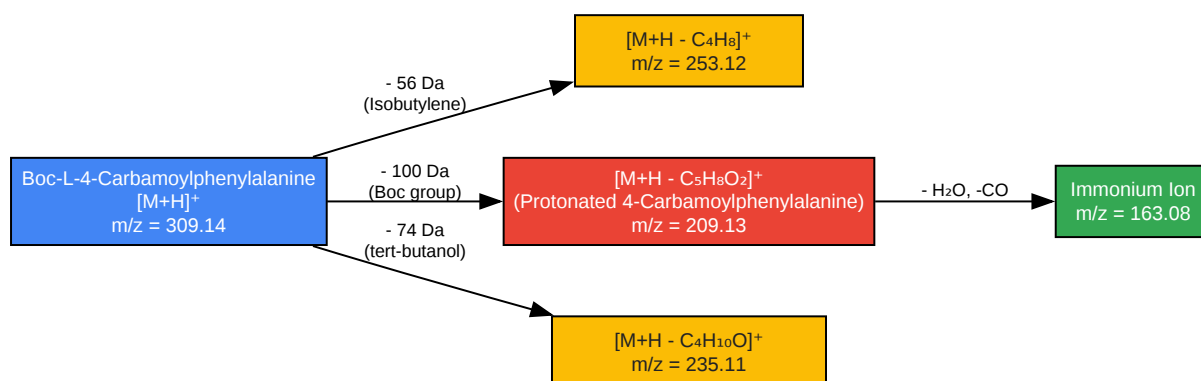 [M+H - C₄H₈]⁺
m/z = 253.12
- 56 Da
(Isobutylene)
Boc-L-4-Carbamoylphenylalanine
[M+H]⁺
m/z = 309.14
- 100 Da
(Boc group)
[M+H - C₅H₈O₂]⁺
(Protonated 4-Carbamoylphenylalanine)
m/z = 209.13
- H₂O, -CO
Immonium Ion
m/z = 163.08
- 74 Da
(tert-butanol)
[M+H - C₄H₁₀O]⁺
m/z = 235.11